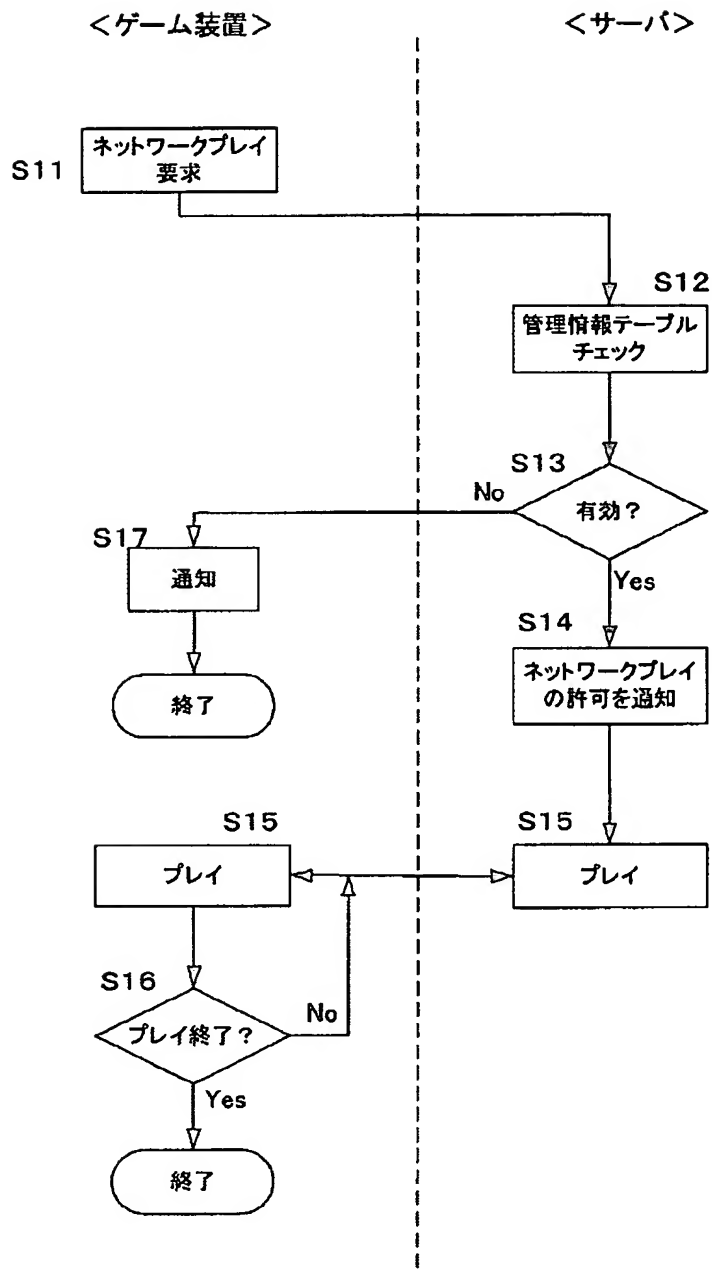 ＜ゲーム装置＞
＜サーバ＞
S11
ネットワークプレイ
要求
S12
管理情報テーブル
チェック
S13
有効？
No
Yes
S17
通知
終了
S14
ネットワークプレイ
の許可を通知
S15
プレイ
S15
プレイ
S16
プレイ終了？
No
Yes
終了